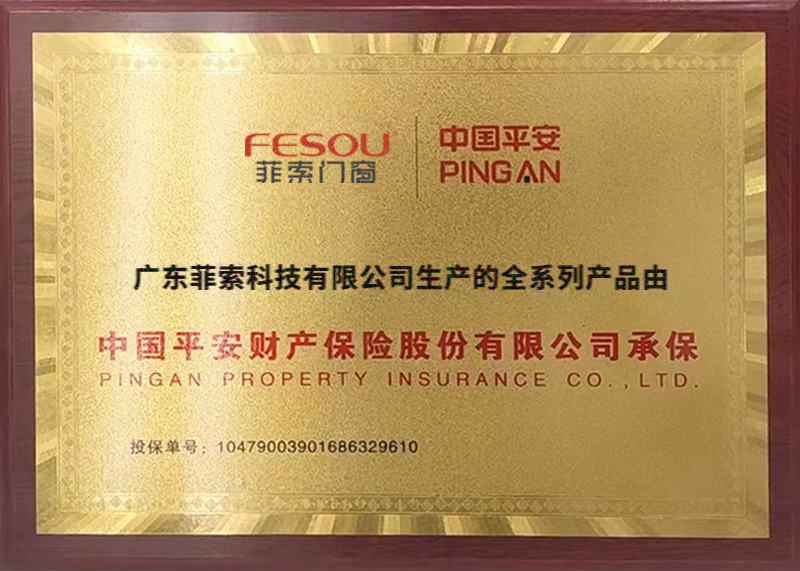 FESOU
菲索门窗
中国平安
PINGAN
广东菲索科技有限公司生产的全系列产品由
中国平安财产保险股份有限公司承保
PINGAN PROPERTY INSURANCE CO.,LTD.
投保单号：10479003901686329610